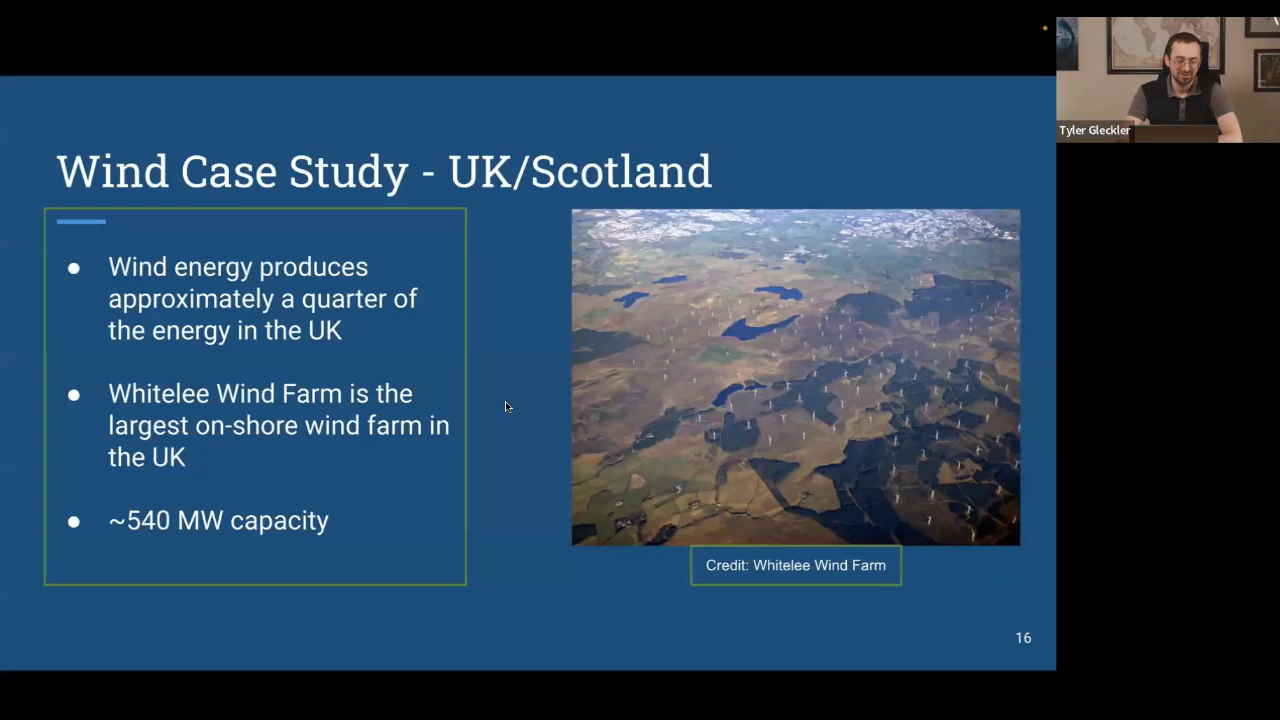 Tyler Gleckler
Wind Case Study - UK/Scotland
● Wind energy produces
approximately a quarter of
the energy in the UK
● Whitelee Wind Farm is the
largest on-shore wind farm in
the UK
● ~540 MW capacity
Credit: Whitelee Wind Farm
16